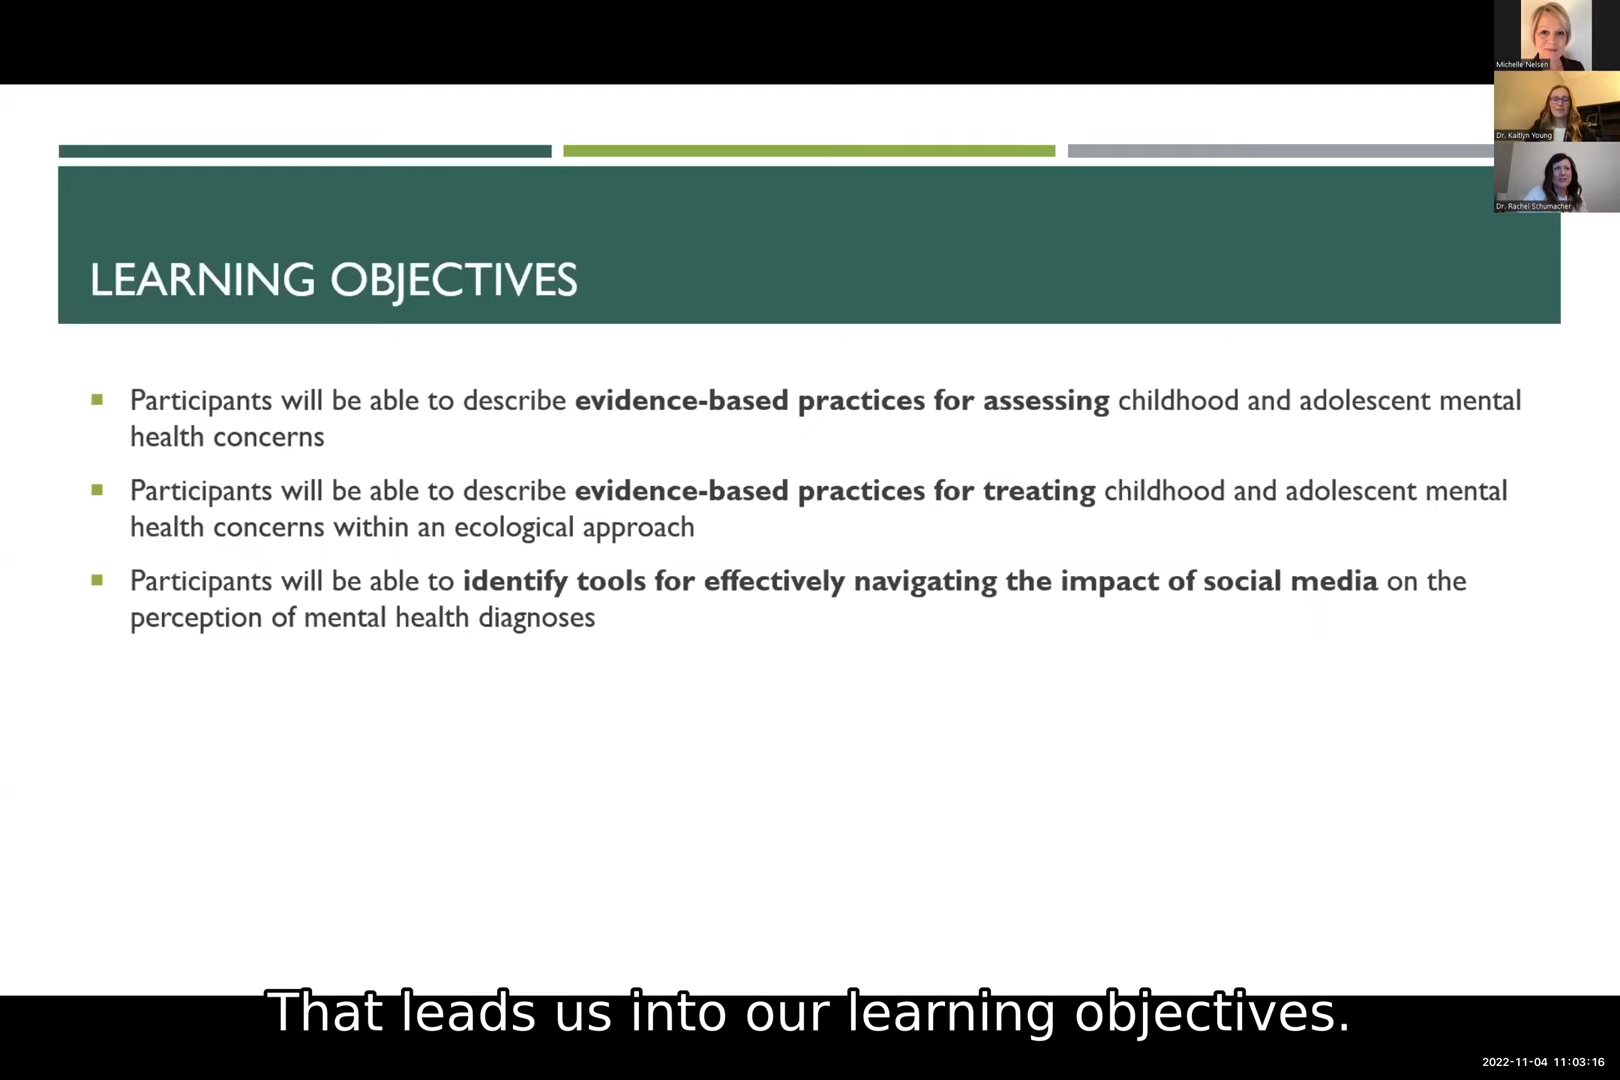 Michelle Nelsen
Dr. Kaitlyn Young
Dr. Rachel Schumacher
LEARNING OBJECTIVES
Participants will be able to describe evidence-based practices for assessing childhood and adolescent mental
health concerns
Participants will be able to describe evidence-based practices for treating childhood and adolescent mental
health concerns within an ecological approach
Participants will be able to identify tools for effectively navigating the impact of social media on the
perception of mental health diagnoses
That leads us into our learning objectives.
2022-11-04 11:03:16